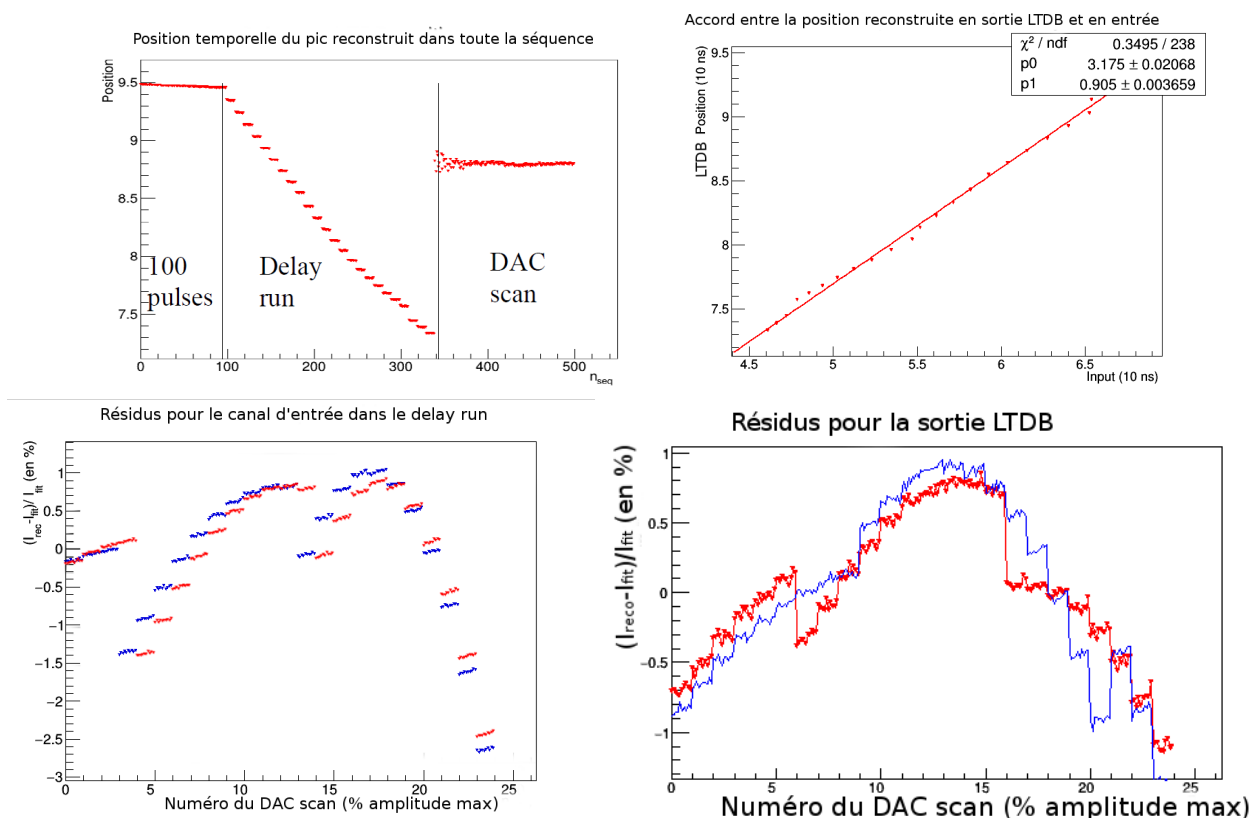 Position temporelle du pic reconstruit dans toute la séquence
Position
9.5
9
8.5
8
7.5
100
pulses
Delay
run
DAC
scan
0
100
200
300
400
500
n_seq
Accord entre la position reconstruite en sortie LTDB et en entrée
χ² / ndf 0.3495 / 238
p0 3.175 ± 0.02068
p1 0.905 ± 0.003659
LTDB Position (10 ns)
9
8.5
8
7.5
4.5
5
5.5
6
6.5
Input (10 ns)
Résidus pour le canal d'entrée dans le delay run
(I_rec-I_fit)/ I_fit (en %)
1
0.5
0
−0.5
−1
−1.5
−2
−2.5
−3
0
5
10
15
20
25
Numéro du DAC scan (% amplitude max)
Résidus pour la sortie LTDB
(Ireco-Ifit)/Ifit (en %)
1
0.5
0
−0.5
−1
0
5
10
15
20
25
Numéro du DAC scan (% amplitude max)